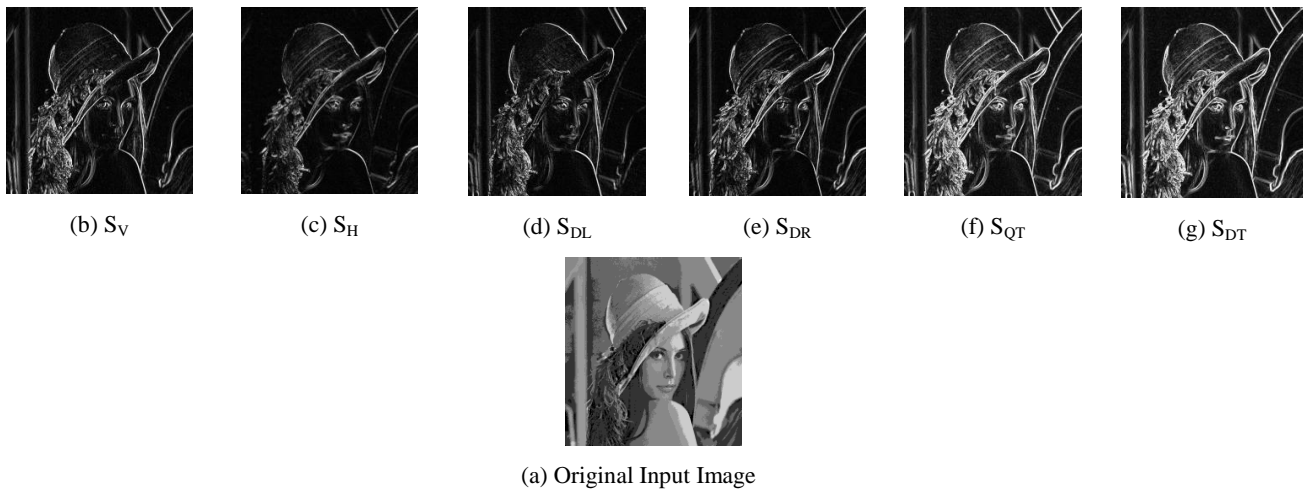 (b) S_V (c) S_H (d) S_DL (e) S_DR (f) S_QT (g) S_DT
(a) Original Input Image